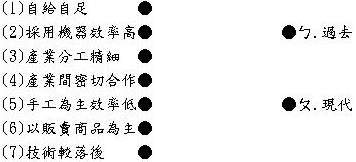 (1)自給自足●
(2)採用機器效率高● ●ㄅ.過去
(3)產業分工精細●
(4)產業間密切合作●
(5)手工為主效率低● ●ㄆ.現代
(6)以販賣商品為主●
(7)技術較落後●